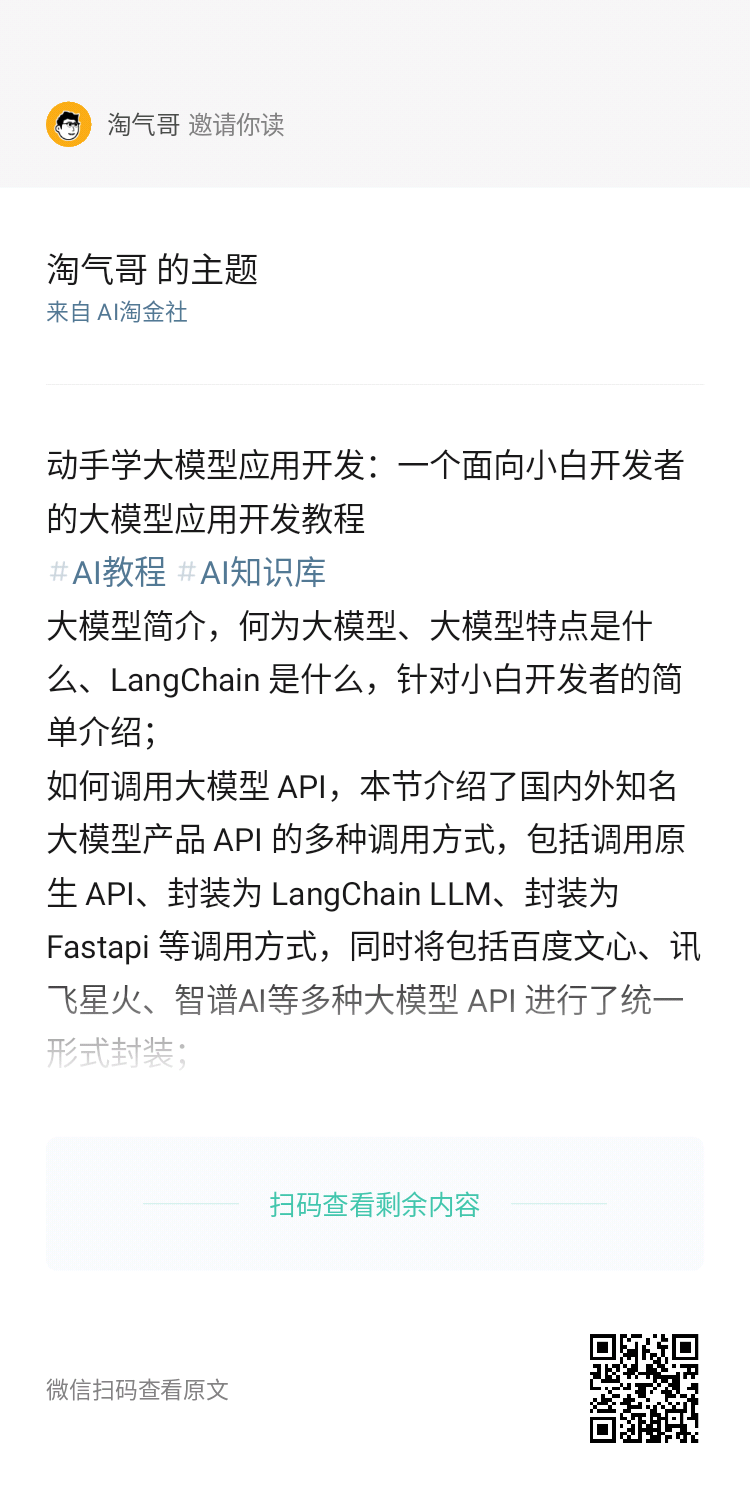 淘气哥 邀请你读
淘气哥 的主题
来自 AI淘金社
动手学大模型应用开发：一个面向小白开发者
的大模型应用开发教程
#AI教程 #AI知识库
大模型简介，何为大模型、大模型特点是什
么、LangChain 是什么，针对小白开发者的简
单介绍；
如何调用大模型 API，本节介绍了国内外知名
大模型产品 API 的多种调用方式，包括调用原
生 API、封装为 LangChain LLM、封装为
Fastapi 等调用方式，同时将包括百度文心、讯
飞星火、智谱AI等多种大模型 API 进行了统一
形式封装；
扫码查看剩余内容
微信扫码查看原文